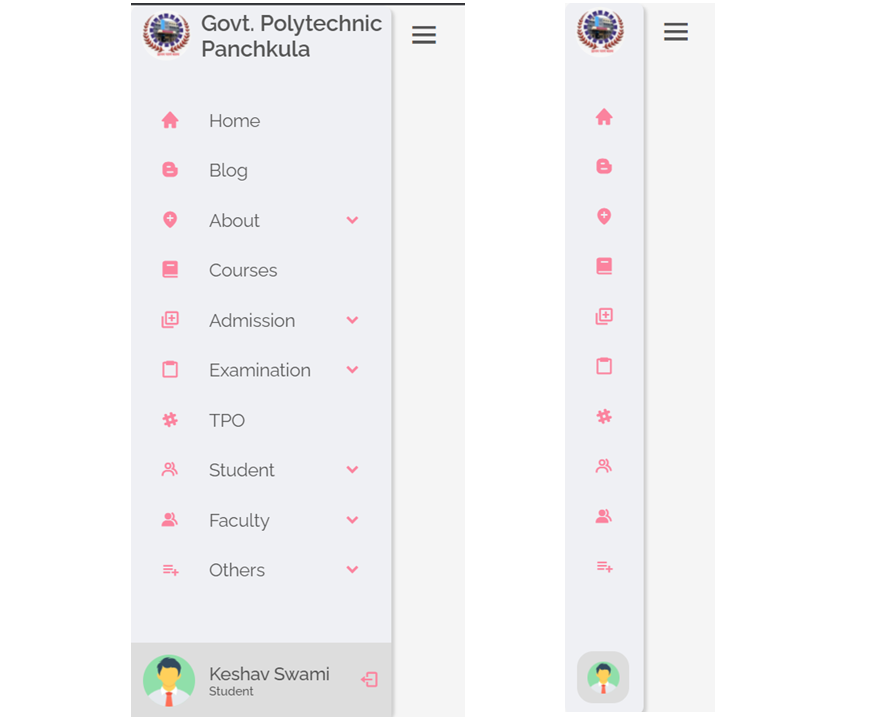 Govt. Polytechnic
Panchkula
Home
Blog
About
Courses
Admission
Examination
TPO
Student
Faculty
Others
Keshav Swami
Student